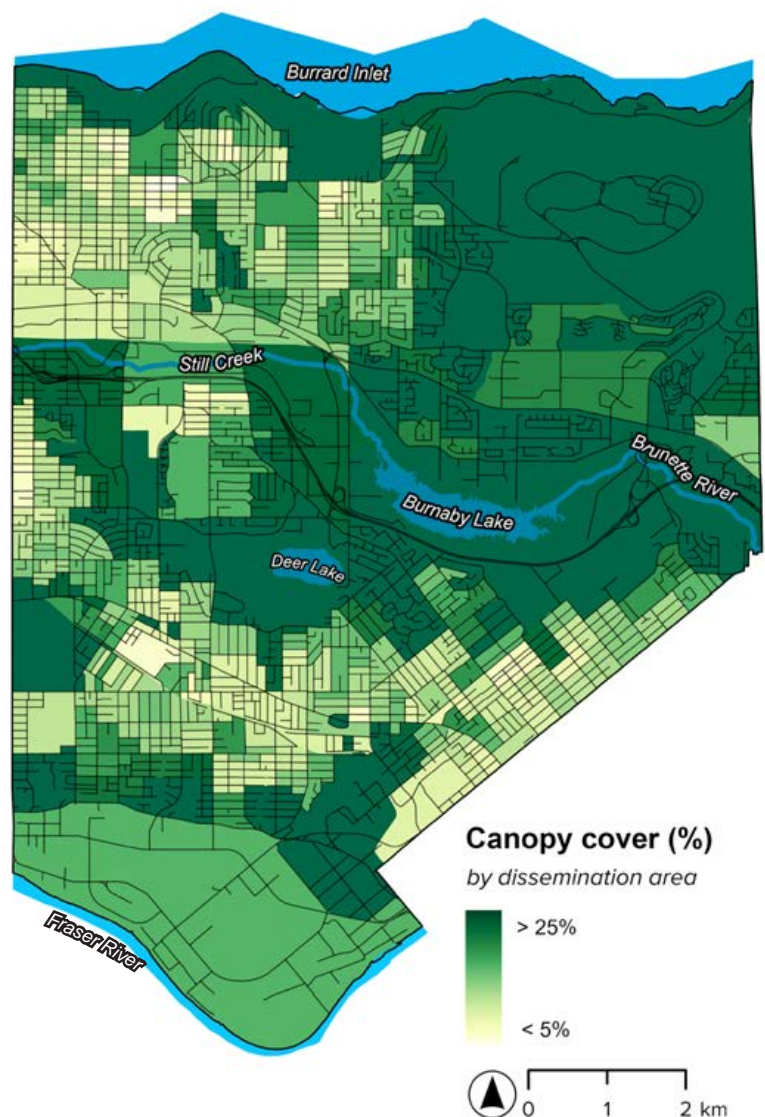 Burrard Inlet
Still Creek
Brunette River
Burnaby Lake
Deer Lake
Fraser River
Canopy cover (%)
by dissemination area
> 25%
< 5%
0 1 2 km